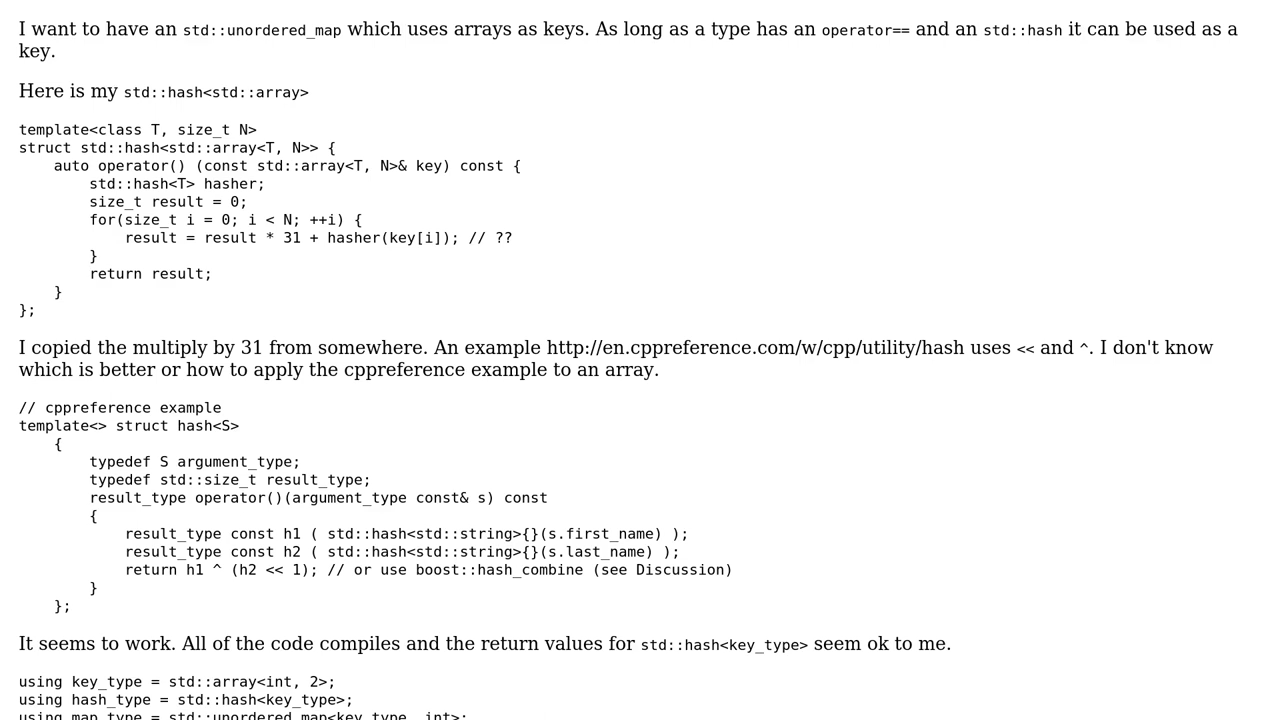 I want to have an std::unordered_map which uses arrays as keys. As long as a type has an operator== and an std::hash it can be used as a
key.
Here is my std::hash<std::array>
template<class T, size_t N>
struct std::hash<std::array<T, N>> {
    auto operator() (const std::array<T, N>& key) const {
        std::hash<T> hasher;
        size_t result = 0;
        for(size_t i = 0; i < N; ++i) {
            result = result * 31 + hasher(key[i]); // ??
        }
        return result;
    }
};
I copied the multiply by 31 from somewhere. An example http://en.cppreference.com/w/cpp/utility/hash uses << and ^. I don't know
which is better or how to apply the cppreference example to an array.
// cppreference example
template<> struct hash<S>
    {
        typedef S argument_type;
        typedef std::size_t result_type;
        result_type operator()(argument_type const& s) const
        {
            result_type const h1 ( std::hash<std::string>{}(s.first_name) );
            result_type const h2 ( std::hash<std::string>{}(s.last_name) );
            return h1 ^ (h2 << 1); // or use boost::hash_combine (see Discussion)
        }
    };
It seems to work. All of the code compiles and the return values for std::hash<key_type> seem ok to me.
using key_type = std::array<int, 2>;
using hash_type = std::hash<key_type>;
using map_type = std::unordered_map<key_type, int>;